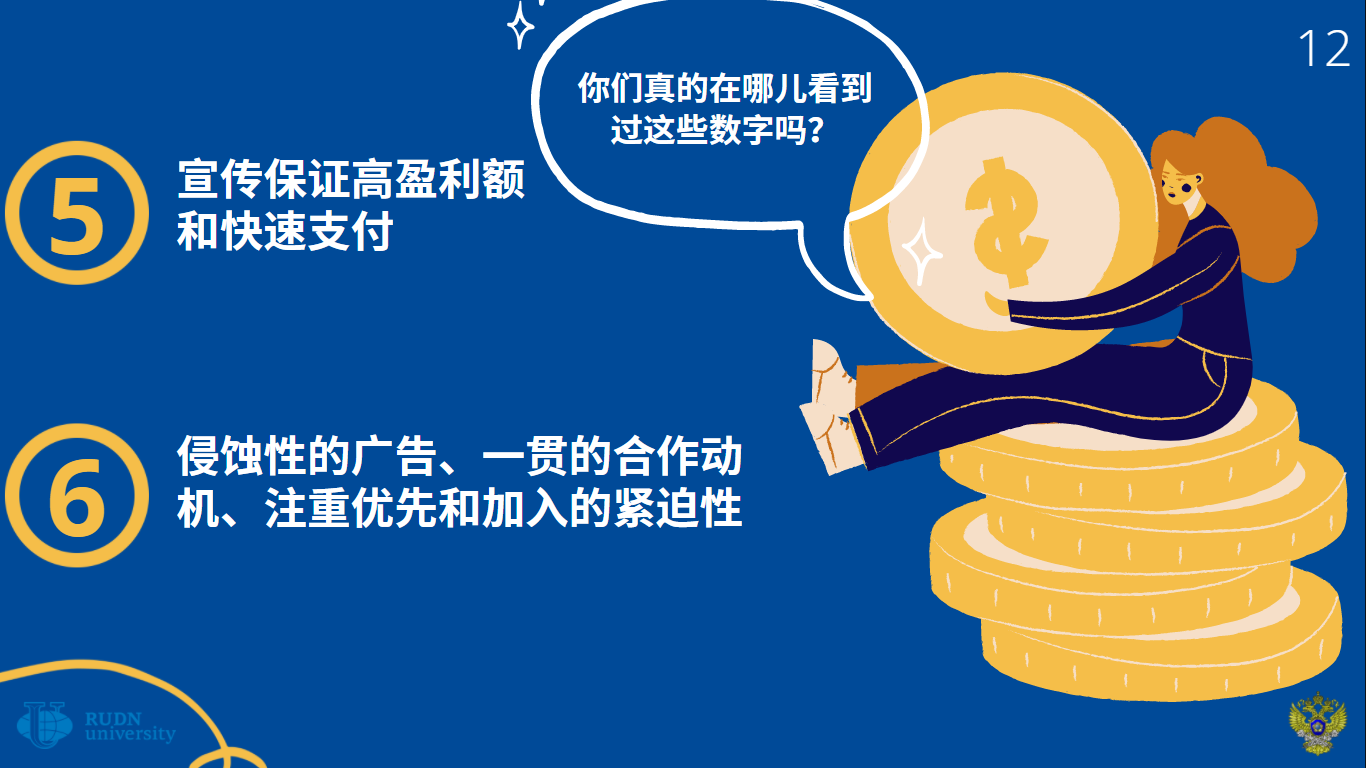 12
你们真的在哪儿看到
过这些数字吗?
5
宣传保证高盈利额
和快速支付
6
侵蚀性的广告、一贯的合作动
机、注重优先和加入的紧迫性
RUDN
university